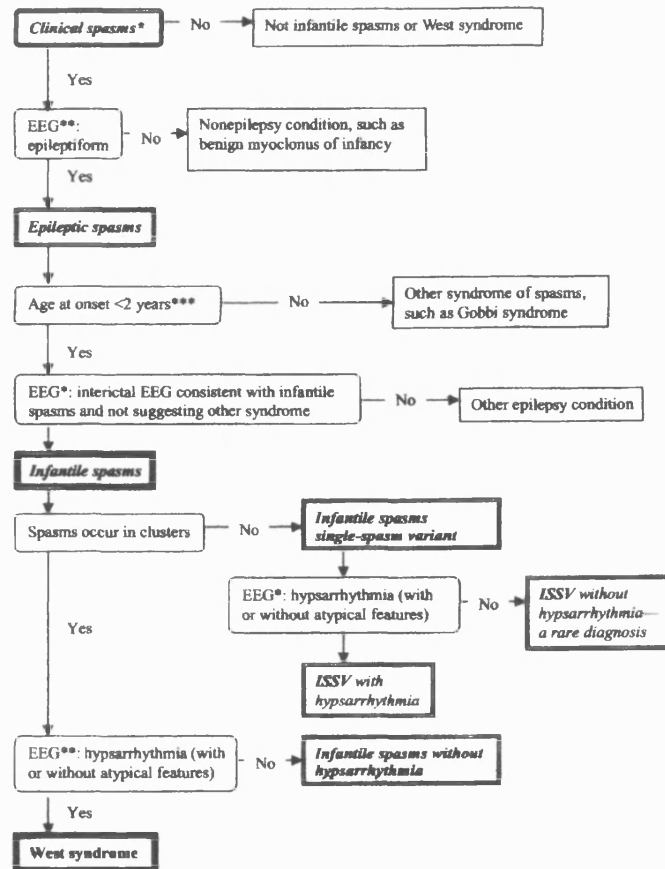 Clinical spasms*
No
Not infantile spasms or West syndrome
Yes
EEG**:
epileptiform
No
Nonepilepsy condition, such as
benign myoclonus of infancy
Yes
Epileptic spasms
Age at onset <2 years***
No
Other syndrome of spasms,
such as Gobbi syndrome
Yes
EEG*: interictal EEG consistent with infantile
spasms and not suggesting other syndrome
No
Other epilepsy condition
Infantile spasms
Spasms occur in clusters
No
Infantile spasms
single-spasm variant
EEG*: hypsarrhythmia (with
or without atypical features)
No
ISSV without
hypsarrhythmia—
a rare diagnosis
Yes
ISSV with
hypsarrhythmia
EEG**: hypsarrhythmia (with
or without atypical features)
No
Infantile spasms without
hypsarrhythmia
Yes
West syndrome